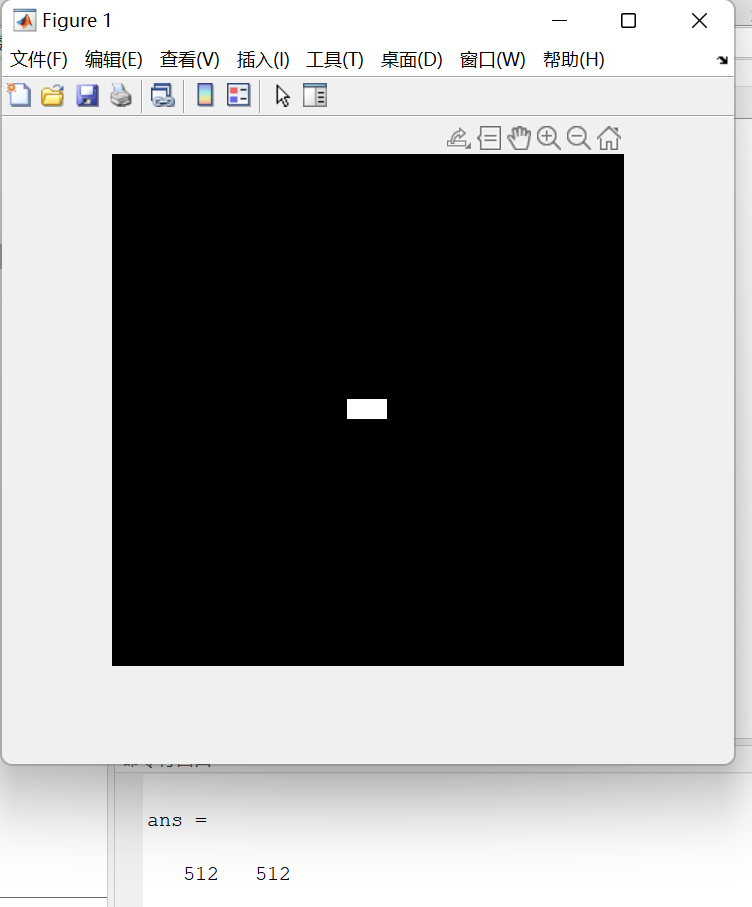 Figure 1
文件(F) 编辑(E) 查看(V) 插入(I) 工具(T) 桌面(D) 窗口(W) 帮助(H)
ans =
512 512